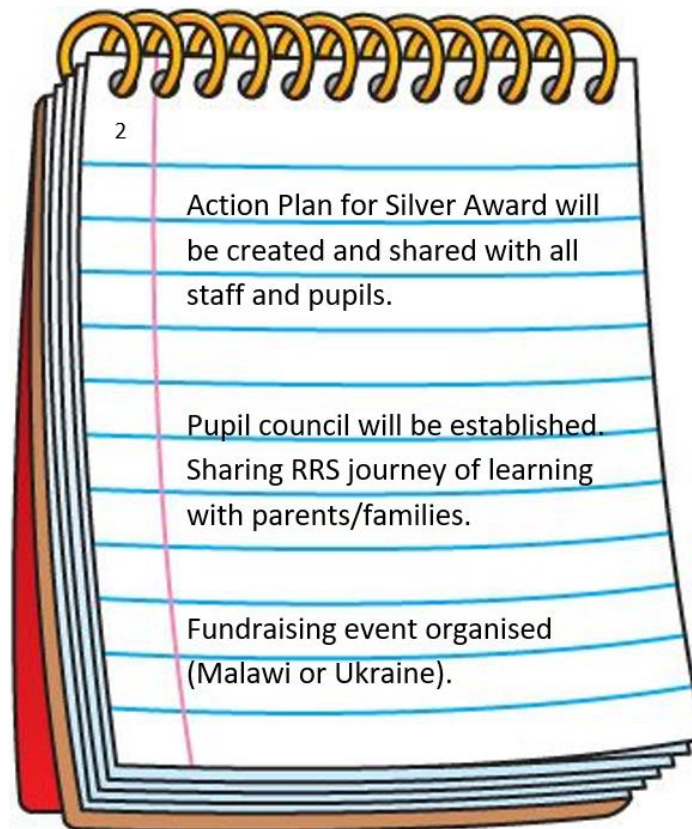 2
Action Plan for Silver Award will
be created and shared with all
staff and pupils.
Pupil council will be established.
Sharing RRS journey of learning
with parents/families.
Fundraising event organised
(Malawi or Ukraine).